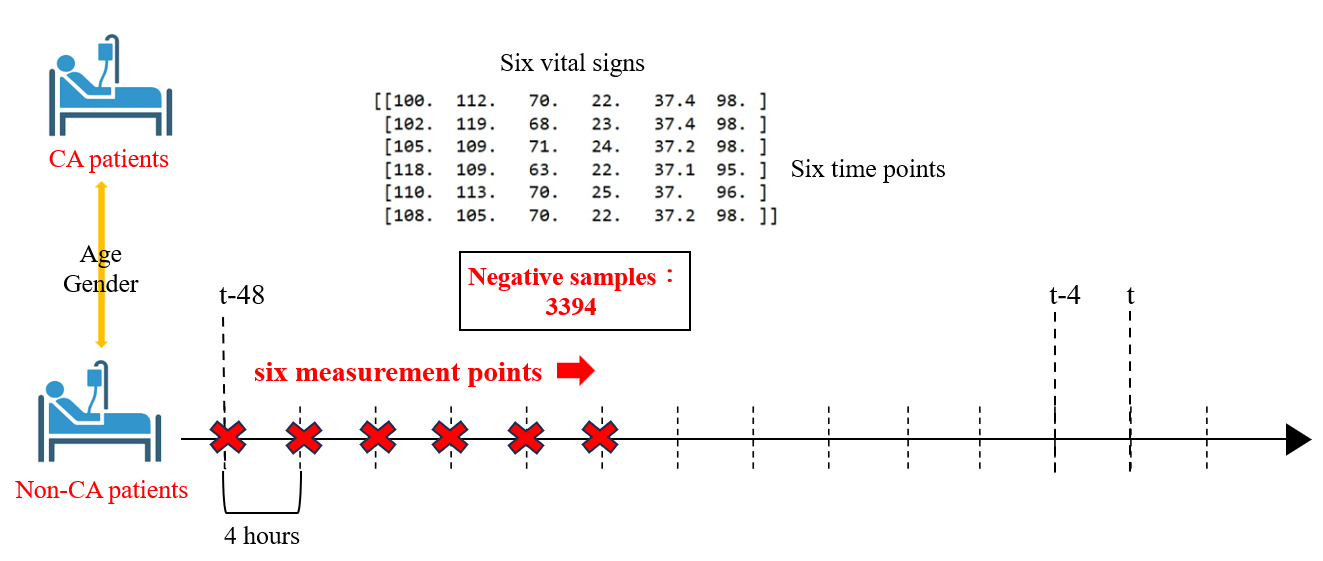 Six vital signs
[[100. 112. 70. 22. 37.4 98. ]
[102. 119. 68. 23. 37.4 98. ]
[105. 109. 71. 24. 37.2 98. ]
[118. 109. 63. 22. 37.1 95. ]
[110. 113. 70. 25. 37. 96. ]
[108. 105. 70. 22. 37.2 98. ]]
Six time points
CA patients
Age
Gender
Negative samples：
3394
t-48
t-4
t
six measurement points
Non-CA patients
4 hours